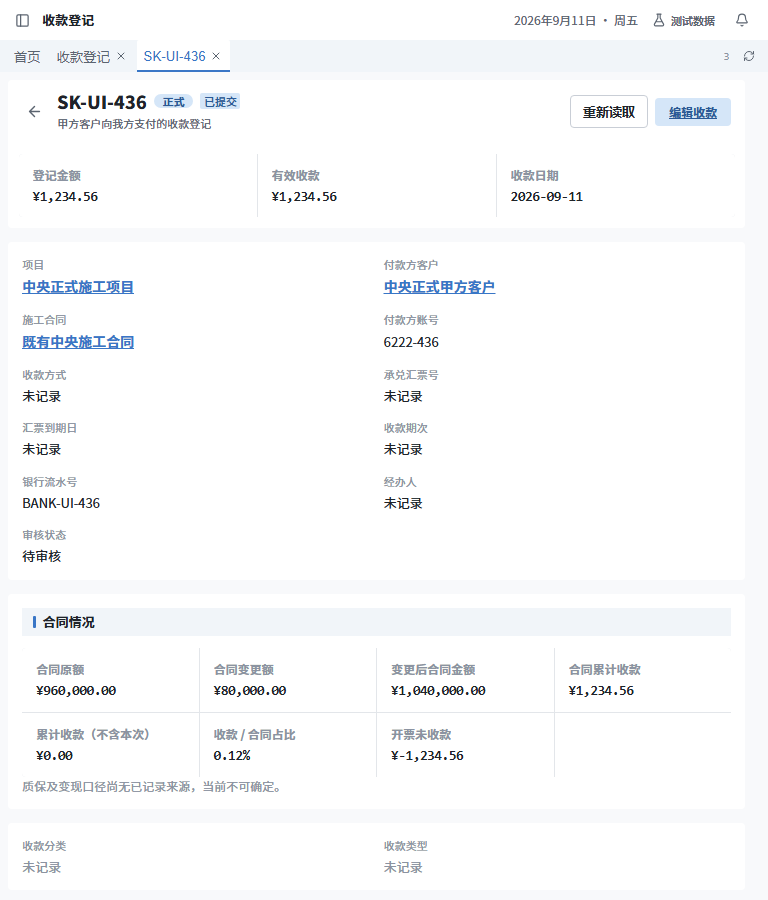 收款登记
2026年9月11日 · 周五 测试数据
首页 收款登记 × SK-UI-436 × 3
SK-UI-436 正式 已提交
甲方客户向我方支付的收款登记
重新读取 编辑收款
登记金额 有效收款 收款日期
¥1,234.56 ¥1,234.56 2026-09-11
项目 付款方客户
中央正式施工项目 中央正式甲方客户
施工合同 付款方账号
既有中央施工合同 6222-436
收款方式 承兑汇票号
未记录 未记录
汇票到期日 收款期次
未记录 未记录
银行流水号 经办人
BANK-UI-436 未记录
审核状态
待审核
合同情况
合同原额 合同变更额 变更后合同金额 合同累计收款
¥960,000.00 ¥80,000.00 ¥1,040,000.00 ¥1,234.56
累计收款（不含本次） 收款 / 合同占比 开票未收款
¥0.00 0.12% ¥-1,234.56
质保及变现口径尚无已记录来源，当前不可确定。
收款分类 收款类型
未记录 未记录